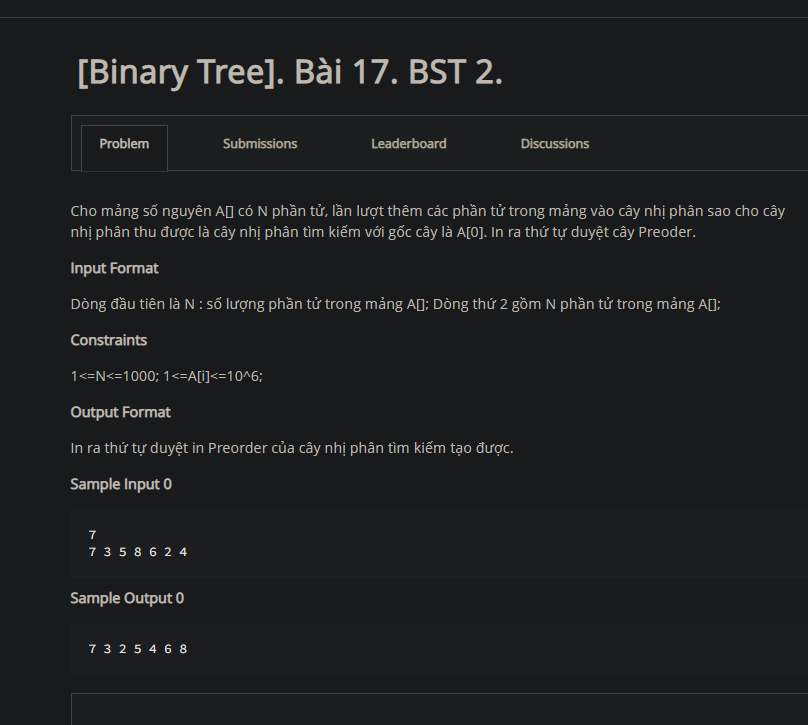 [Binary Tree]. Bài 17. BST 2.
Problem Submissions Leaderboard Discussions
Cho mảng số nguyên A[] có N phần tử, lần lượt thêm các phần tử trong mảng vào cây nhị phân sao cho cây
nhị phân thu được là cây nhị phân tìm kiếm với gốc cây là A[0]. In ra thứ tự duyệt cây Preoder.
Input Format
Dòng đầu tiên là N : số lượng phần tử trong mảng A[]; Dòng thứ 2 gồm N phần tử trong mảng A[];
Constraints
1<=N<=1000; 1<=A[i]<=10^6;
Output Format
In ra thứ tự duyệt in Preorder của cây nhị phân tìm kiếm tạo được.
Sample Input 0
7
7 3 5 8 6 2 4
Sample Output 0
7 3 2 5 4 6 8